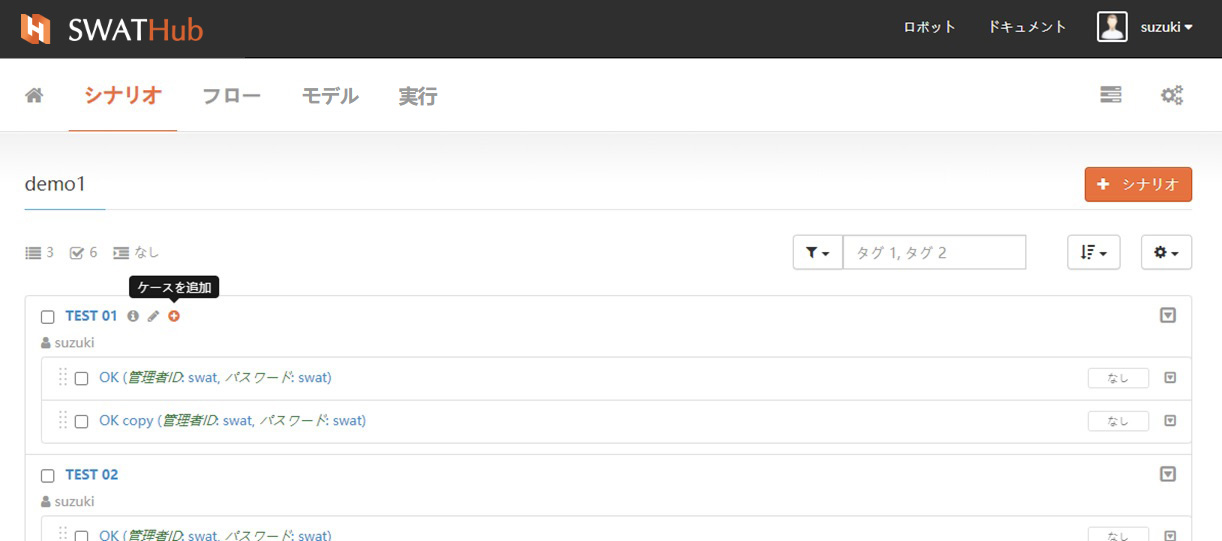 SWATHub ロボット ドキュメント suzuki
シナリオ フロー モデル 実行
demo1 シナリオ
3 6 なし タグ 1, タグ 2
ケースを追加
TEST 01
suzuki
OK (管理者ID: swat, パスワード: swat) なし
OK copy (管理者ID: swat, パスワード: swat) なし
TEST 02
suzuki
OK (管理者ID: swat, パスワード: swat) なし